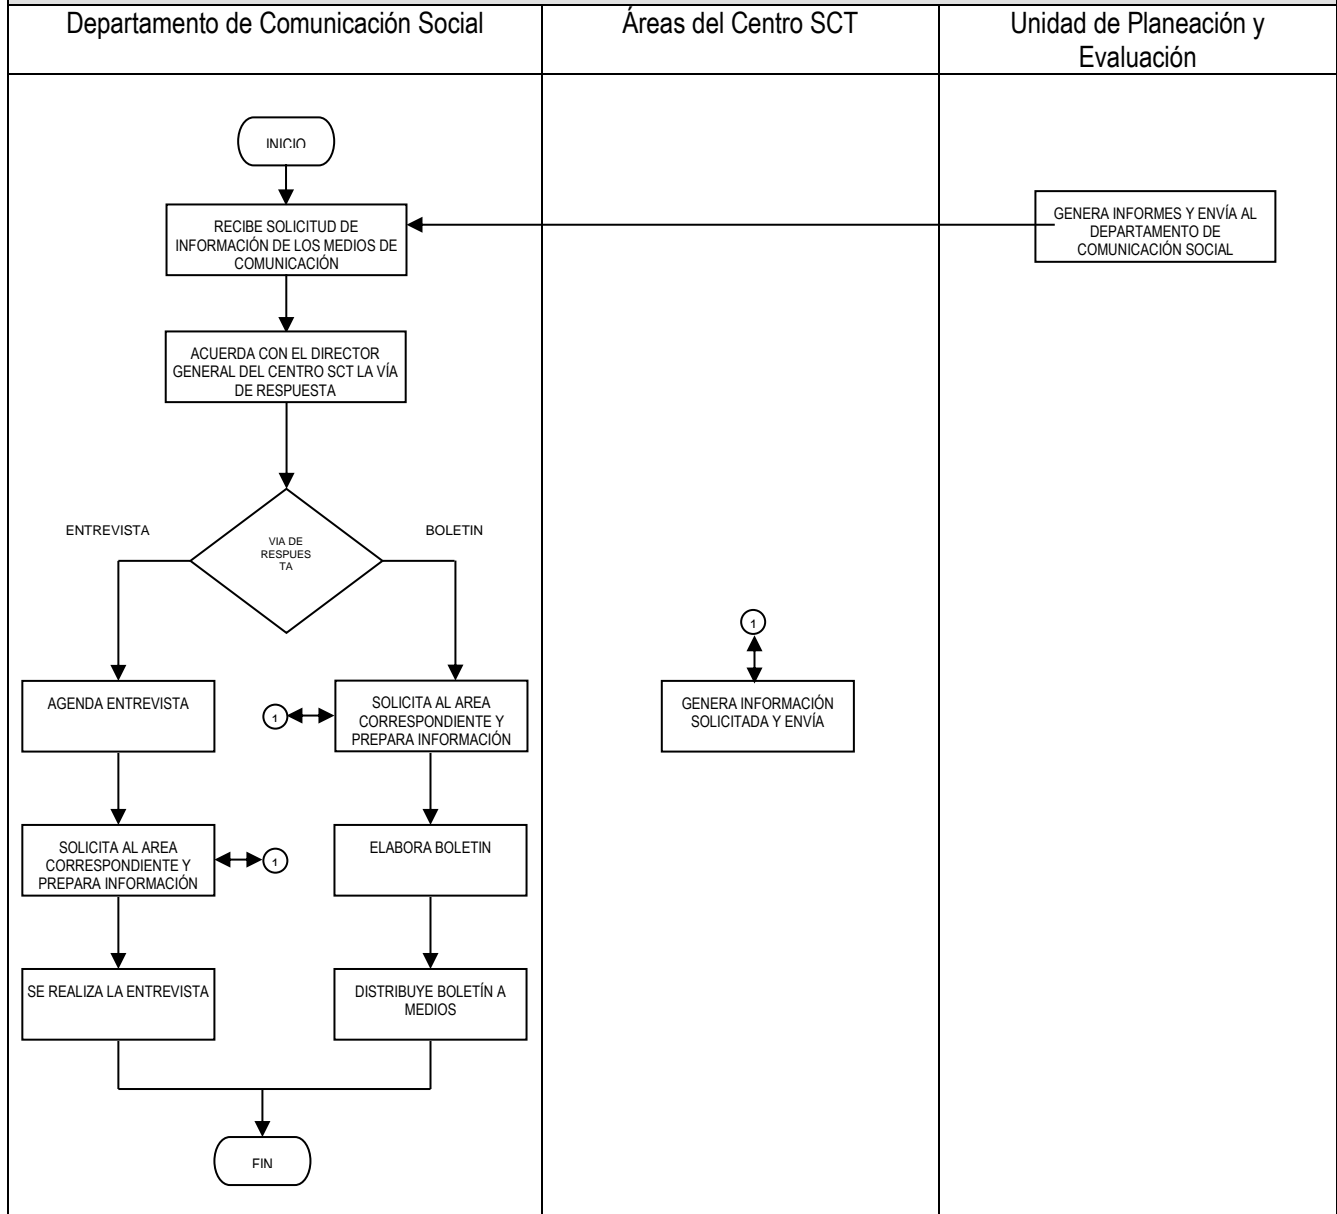 Departamento de Comunicación Social
Áreas del Centro SCT
Unidad de Planeación y
Evaluación
INICIO
RECIBE SOLICITUD DE
INFORMACIÓN DE LOS MEDIOS DE
COMUNICACIÓN
GENERA INFORMES Y ENVÍA AL
DEPARTAMENTO DE
COMUNICACIÓN SOCIAL
ACUERDA CON EL DIRECTOR
GENERAL DEL CENTRO SCT LA VÍA
DE RESPUESTA
ENTREVISTA
VIA DE
RESPUES
TA
BOLETIN
1
AGENDA ENTREVISTA
1
SOLICITA AL AREA
CORRESPONDIENTE Y
PREPARA INFORMACIÓN
GENERA INFORMACIÓN
SOLICITADA Y ENVÍA
SOLICITA AL AREA
CORRESPONDIENTE Y
PREPARA INFORMACIÓN
1
ELABORA BOLETIN
SE REALIZA LA ENTREVISTA
DISTRIBUYE BOLETÍN A
MEDIOS
FIN